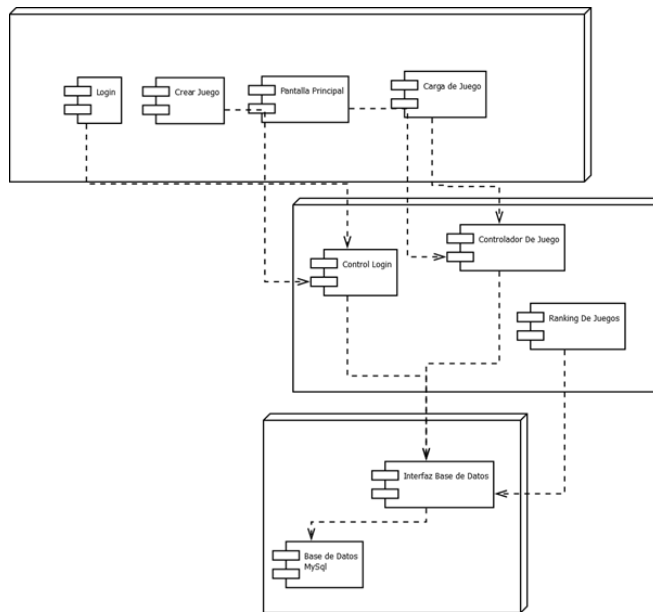 Login
Crear Juego
Pantalla Principal
Carga de Juego
Controlador De Juego
Control Login
Ranking De Juegos
Interfaz Base de Datos
Base de Datos
MySql